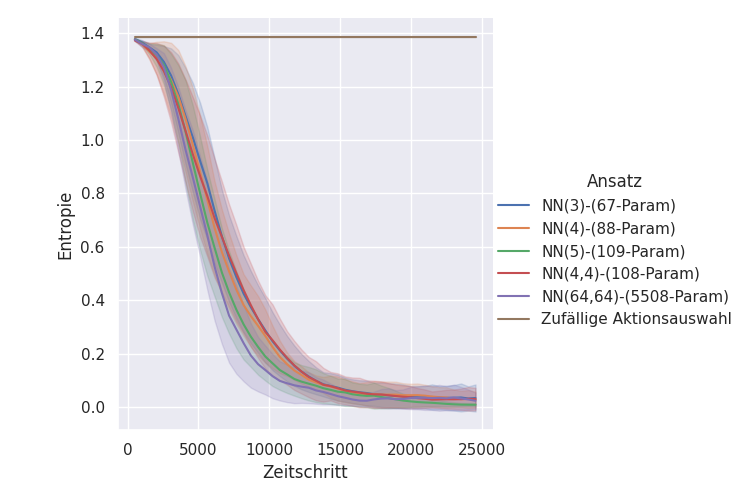 1.4
1.2
1.0
0.8
0.6
0.4
0.2
0.0
Entropie
0 5000 10000 15000 20000 25000
Zeitschritt
Ansatz
NN(3)-(67-Param)
NN(4)-(88-Param)
NN(5)-(109-Param)
NN(4,4)-(108-Param)
NN(64,64)-(5508-Param)
Zufällige Aktionsauswahl